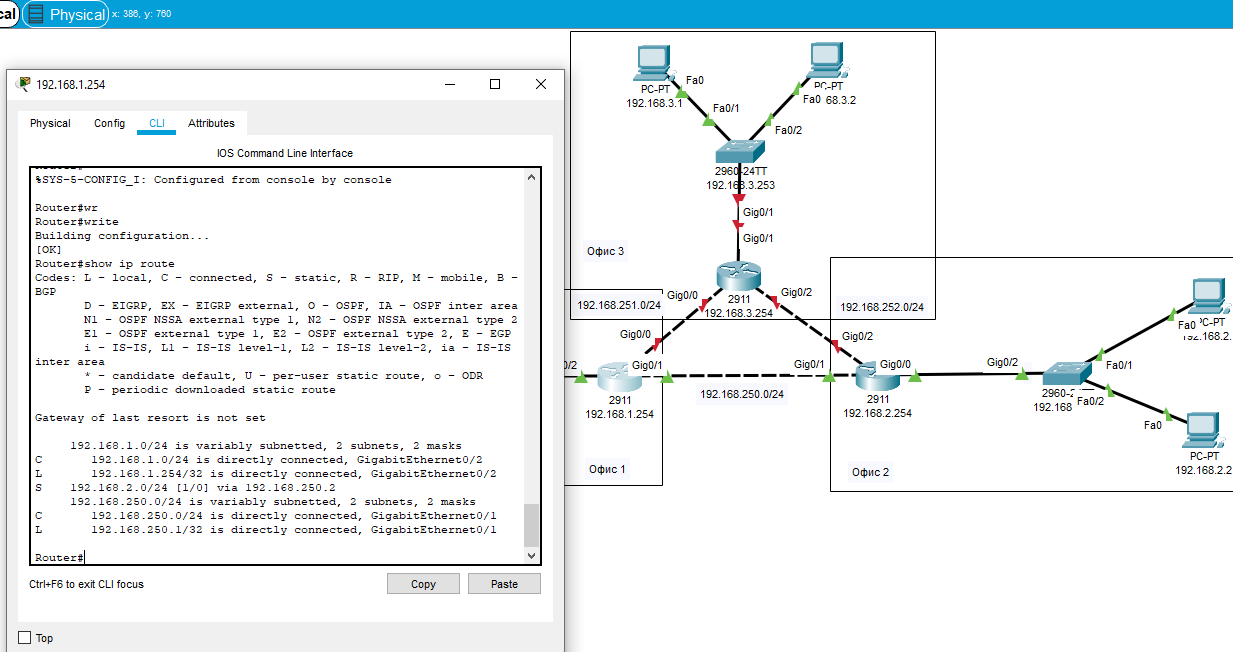 Physical
x: 386, y: 760
192.168.1.254
Physical Config CLI Attributes
IOS Command Line Interface
%SYS-5-CONFIG_I: Configured from console by console
Router#wr
Router#write
Building configuration...
[OK]
Router#show ip route
Codes: L - local, C - connected, S - static, R - RIP, M - mobile, B -
BGP
D - EIGRP, EX - EIGRP external, O - OSPF, IA - OSPF inter area
N1 - OSPF NSSA external type 1, N2 - OSPF NSSA external type 2
E1 - OSPF external type 1, E2 - OSPF external type 2, E - EGP
i - IS-IS, L1 - IS-IS level-1, L2 - IS-IS level-2, ia - IS-IS
inter area
* - candidate default, U - per-user static route, o - ODR
P - periodic downloaded static route
Gateway of last resort is not set
192.168.1.0/24 is variably subnetted, 2 subnets, 2 masks
C 192.168.1.0/24 is directly connected, GigabitEthernet0/2
L 192.168.1.254/32 is directly connected, GigabitEthernet0/2
S 192.168.2.0/24 [1/0] via 192.168.250.2
192.168.250.0/24 is variably subnetted, 2 subnets, 2 masks
C 192.168.250.0/24 is directly connected, GigabitEthernet0/1
L 192.168.250.1/32 is directly connected, GigabitEthernet0/1
Router#
Ctrl+F6 to exit CLI focus
Copy
Paste
Top
Fa0
PC-PT
192.168.3.1
Fa0/1
PC-PT
Fa0
68.3.2
Fa0/2
2960-24TT
192.168.3.253
Gig0/1
Gig0/1
Офис 3
2911
192.168.3.254
Gig0/0
Gig0/2
192.168.251.0/24
192.168.252.0/24
Gig0/0
Gig0/2
0/2
Gig0/1
2911
192.168.1.254
192.168.250.0/24
Gig0/1
Gig0/0
2911
192.168.2.254
Gig0/2
Fa0/1
2960-2
192.168
Fa0/2
Fa0
PC-PT
Fa0
PC-PT
192.168.2.2
Офис 1
Офис 2